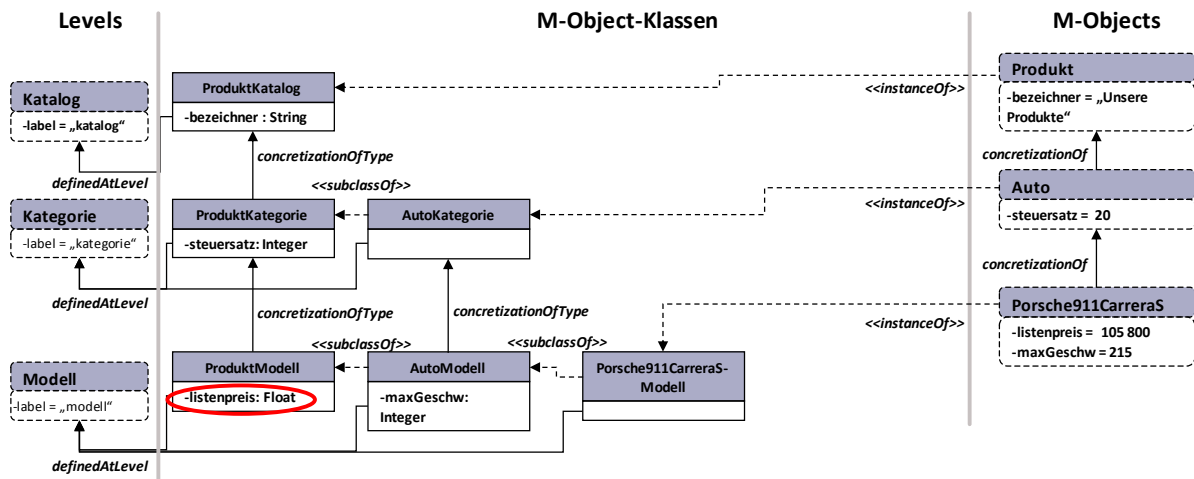 Levels
M-Object-Klassen
M-Objects
Katalog
-label = „katalog“
definedAtLevel
ProduktKatalog
-bezeichner : String
concretizationOfType
<<instanceOf>>
Produkt
-bezeichner = „Unsere
Produkte“
concretizationOf
Kategorie
-label = „kategorie“
definedAtLevel
ProduktKategorie
-steuersatz: Integer
<<subclassOf>>
AutoKategorie
concretizationOfType
<<instanceOf>>
Auto
-steuersatz = 20
concretizationOf
Modell
-label = „modell“
definedAtLevel
ProduktModell
-listenpreis: Float
<<subclassOf>>
AutoModell
-maxGeschw:
Integer
<<subclassOf>>
Porsche911CarreraS-
Modell
<<instanceOf>>
Porsche911CarreraS
-listenpreis = 105 800
-maxGeschw = 215
concretizationOfType